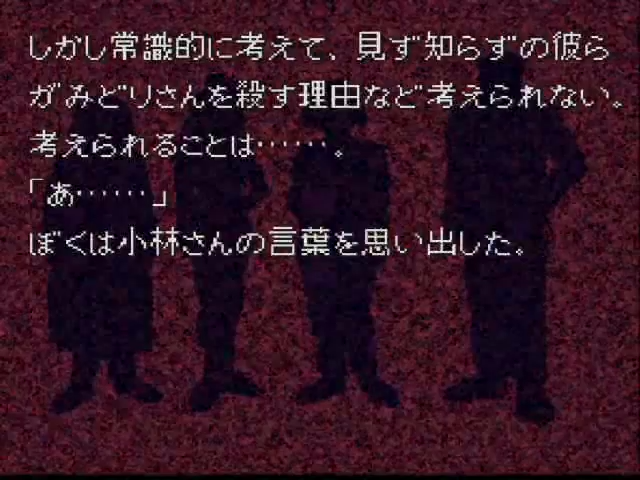 しかし常識的に考えて、見ず知らずの彼ら
がみどりさんを殺す理由など考えられない。
考えられることは……。
「あ……」
ぼくは小林さんの言葉を思い出した。